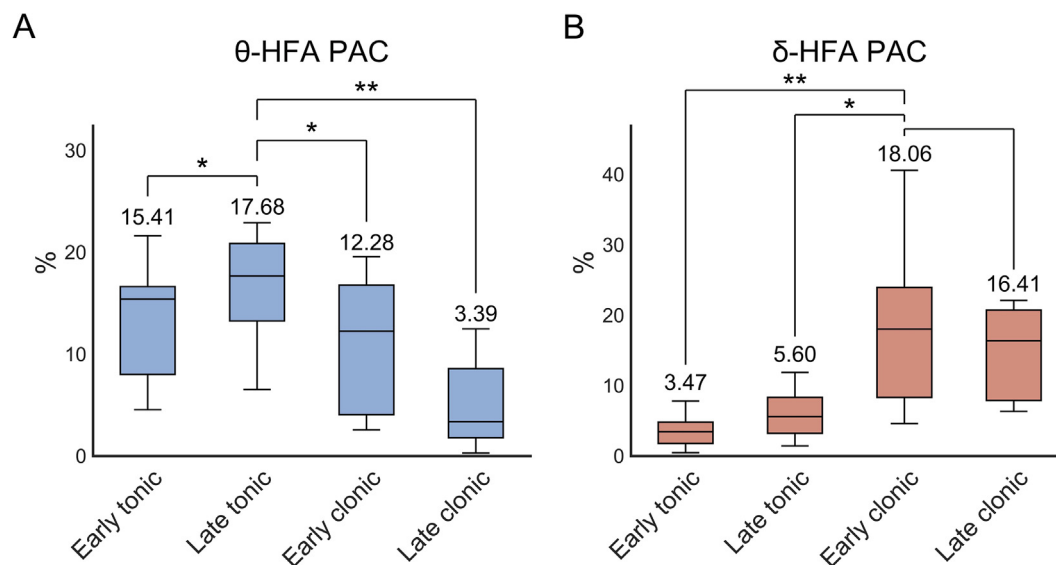 A
θ-HFA PAC
**
*
*
15.41
17.68
12.28
3.39
30
20
10
0
%
Early tonic
Late tonic
Early clonic
Late clonic
B
δ-HFA PAC
**
*
18.06
16.41
5.60
3.47
40
30
20
10
0
%
Early tonic
Late tonic
Early clonic
Late clonic